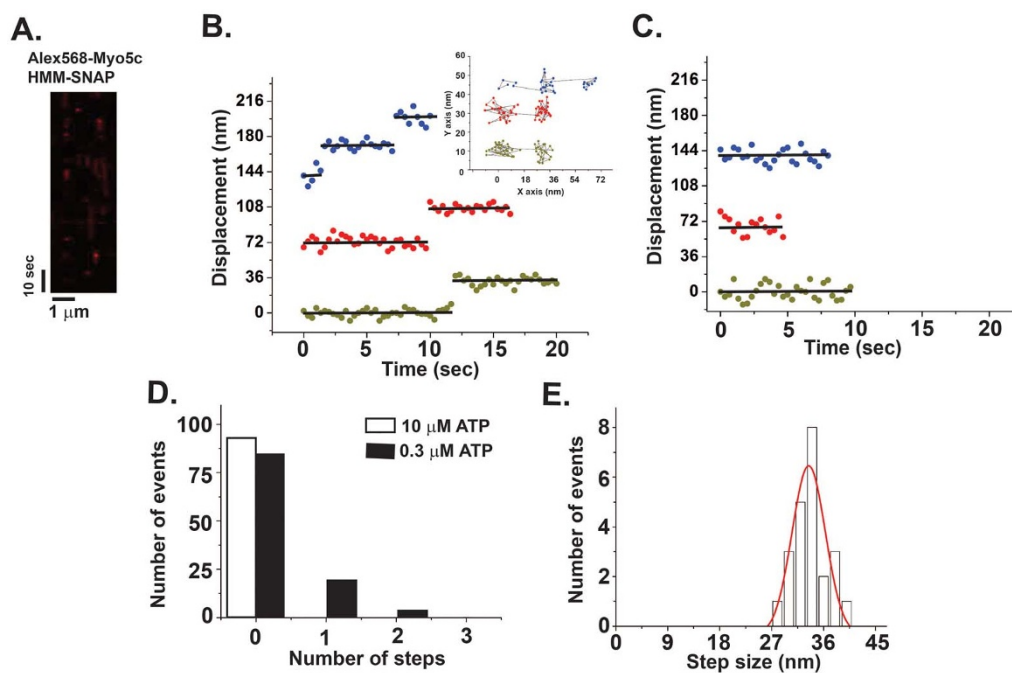 A.
Alex568-Myo5c
HMM-SNAP
10 sec
1 μm
B.
Displacement (nm)
216
180
144
108
72
36
0
0 5 10 15 20
Time (sec)
Y axis (nm)
60
50
40
30
20
10
0
0 18 36 54 72
X axis (nm)
C.
Displacement (nm)
216
180
144
108
72
36
0
0 5 10 15 20
Time (sec)
D.
Number of events
100
75
50
25
0
10 μM ATP
0.3 μM ATP
0 1 2 3
Number of steps
E.
Number of events
8
6
4
2
0
0 9 18 27 36 45
Step size (nm)